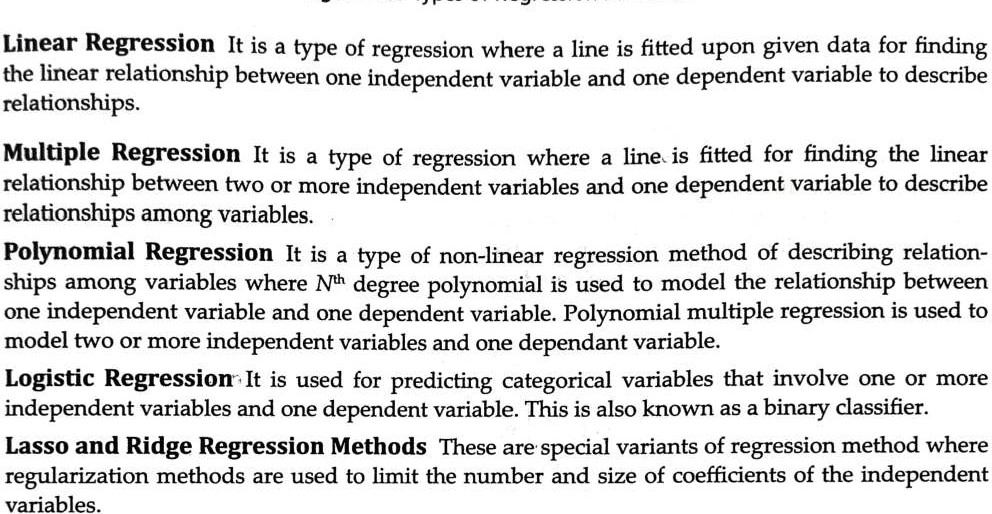 Linear Regression It is a type of regression where a line is fitted upon given data for finding
the linear relationship between one independent variable and one dependent variable to describe
relationships.
Multiple Regression It is a type of regression where a line is fitted for finding the linear
relationship between two or more independent variables and one dependent variable to describe
relationships among variables.
Polynomial Regression It is a type of non-linear regression method of describing relation-
ships among variables where Nth degree polynomial is used to model the relationship between
one independent variable and one dependent variable. Polynomial multiple regression is used to
model two or more independent variables and one dependant variable.
Logistic Regression It is used for predicting categorical variables that involve one or more
independent variables and one dependent variable. This is also known as a binary classifier.
Lasso and Ridge Regression Methods These are special variants of regression method where
regularization methods are used to limit the number and size of coefficients of the independent
variables.